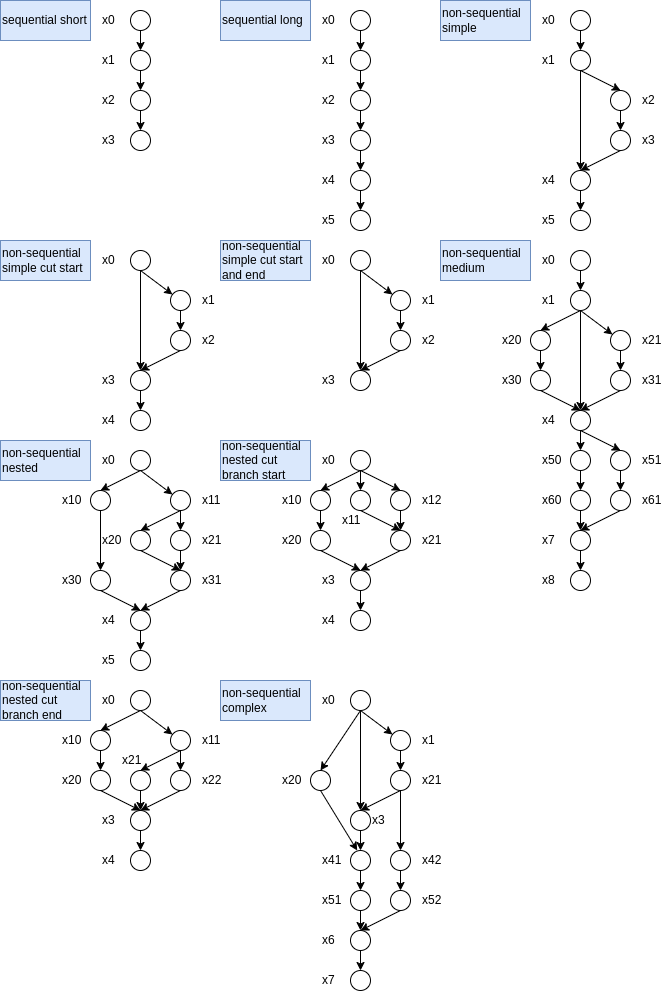 sequential short
x0
x1
x2
x3
sequential long
x0
x1
x2
x3
x4
x5
non-sequential
simple
x0
x1
x2
x3
x4
x5
non-sequential
simple cut start
x0
x1
x2
x3
x4
non-sequential
simple cut start
and end
x0
x1
x2
x3
non-sequential
medium
x0
x1
x20
x21
x30
x31
x4
x50
x51
x60
x61
x7
x8
non-sequential
nested
x0
x10
x11
x20
x21
x30
x31
x4
x5
non-sequential
nested cut
branch start
x0
x10
x11
x12
x20
x21
x3
x4
non-sequential
nested cut
branch end
x0
x10
x11
x21
x20
x22
x3
x4
non-sequential
complex
x0
x1
x20
x21
x3
x41
x42
x51
x52
x6
x7